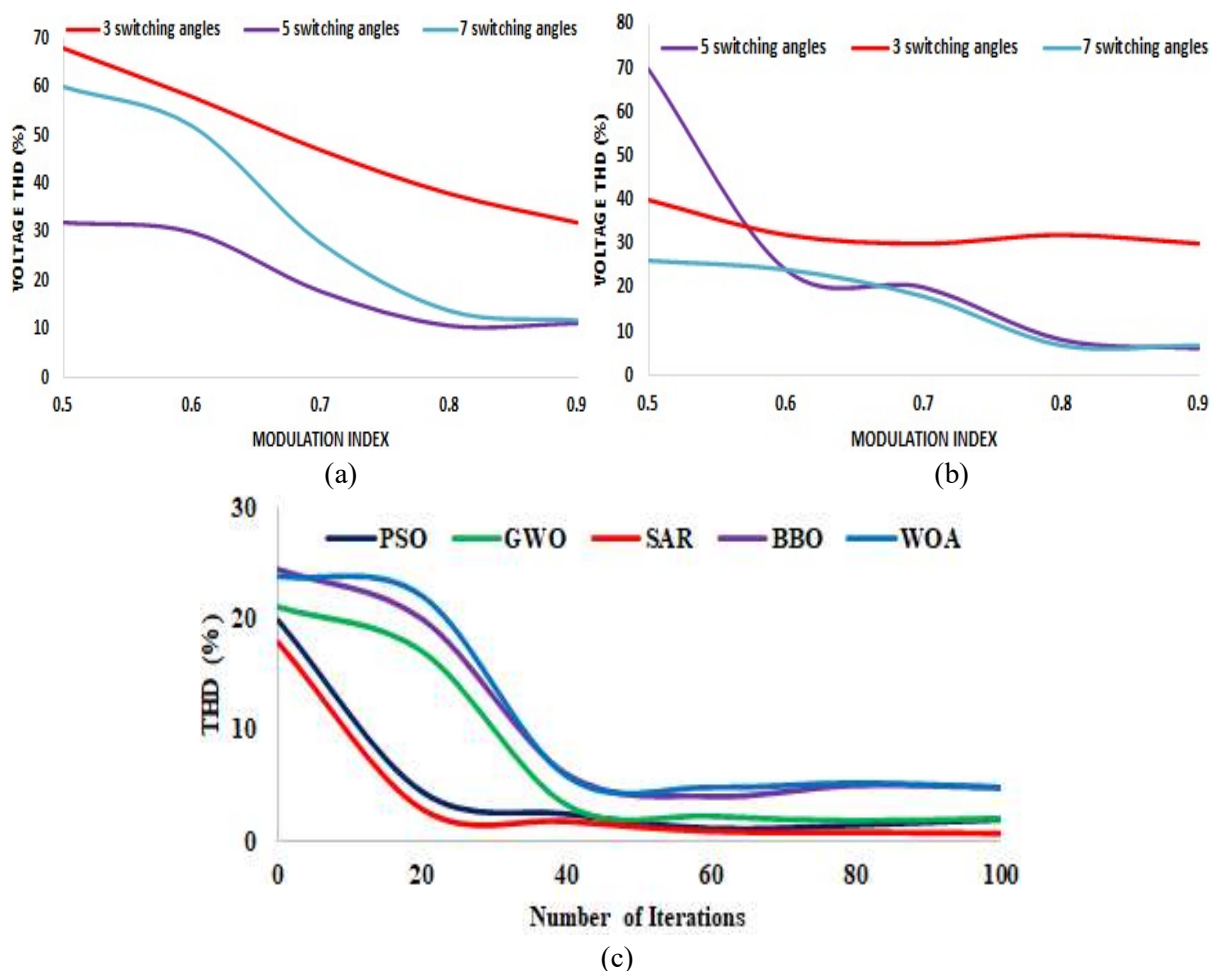 3 switching angles 5 switching angles 7 switching angles
70
60
50
40
30
20
10
0
VOLTAGE THD (%)
0.5 0.6 0.7 0.8 0.9
MODULATION INDEX
(a)
5 switching angles 3 switching angles 7 switching angles
80
70
60
50
40
30
20
10
0
VOLTAGE THD (%)
0.5 0.6 0.7 0.8 0.9
MODULATION INDEX
(b)
PSO GWO SAR BBO WOA
30
20
10
0
THD (%)
0 20 40 60 80 100
Number of Iterations
(c)